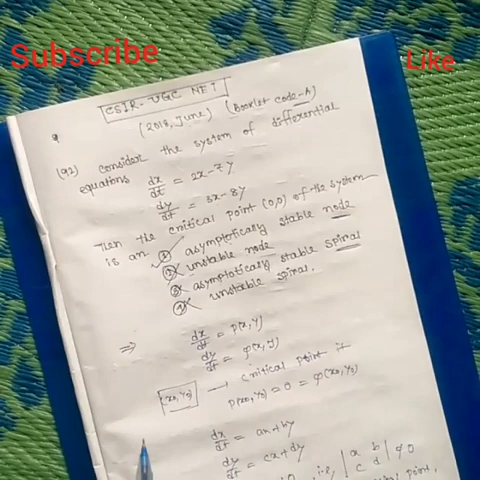 Subscribe
Like
CSIR-UGC NET
(2018, June) (Booklet code-A)
(92) Consider the system of differential
equations dx/dt = 2x-7y
dy/dt = 3x-8y
Then the critical point (0,0) of the system
is an (1) asymptotically stable node
(2) unstable node
(3) asymptotically stable spiral
(4) unstable spiral.
⇒ dx/dt = P(x,y)
dy/dt = Q(x,y)
(x0,y0) → critical point if
P(x0,y0)=0 = Q(x0,y0)
dx/dt = ax+by
dy/dt = cx+dy
i.e, | a b c d | ≠0
point,